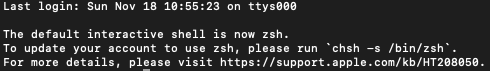 Last login: Sun Nov 18 10:55:23 on ttys000
The default interactive shell is now zsh.
To update your account to use zsh, please run `chsh -s /bin/zsh`.
For more details, please visit https://support.apple.com/kb/HT208050.